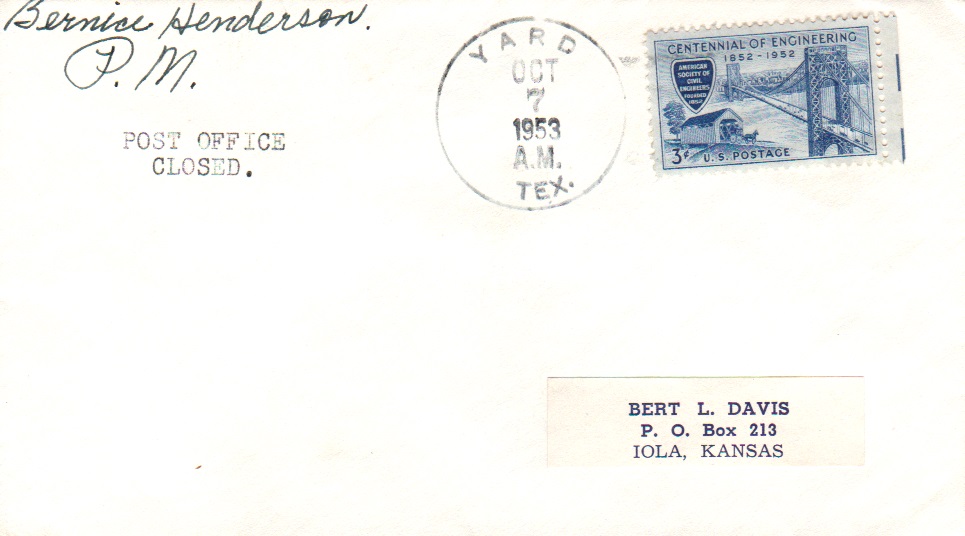 Bernice Henderson.
P. M.
POST OFFICE
CLOSED.
YARD
OCT
7
1953
A.M.
TEX.
CENTENNIAL OF ENGINEERING
1852-1952
AMERICAN
SOCIETY OF
CIVIL
ENGINEERS
FOUNDED
1852
3¢ U.S. POSTAGE
BERT L. DAVIS
P. O. Box 213
IOLA, KANSAS